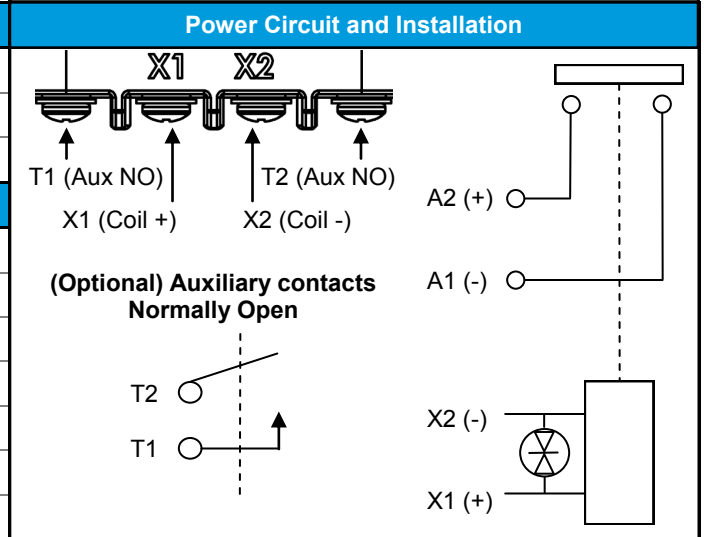 Power Circuit and Installation
X1 X2
T1 (Aux NO) T2 (Aux NO)
X1 (Coil +) X2 (Coil -)
(Optional) Auxiliary contacts
Normally Open
T2
T1
A2 (+)
A1 (-)
X2 (-)
X1 (+)